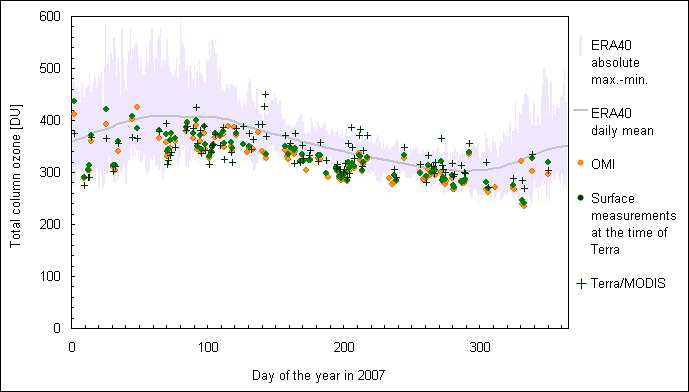 600
500
400
300
200
100
0
Total column ozone [DU]
0
100
200
300
Day of the year in 2007
ERA40
absolute
max.-min.
ERA40
daily mean
OMI
Surface
measurements
at the time of
Terra
Terra/MODIS